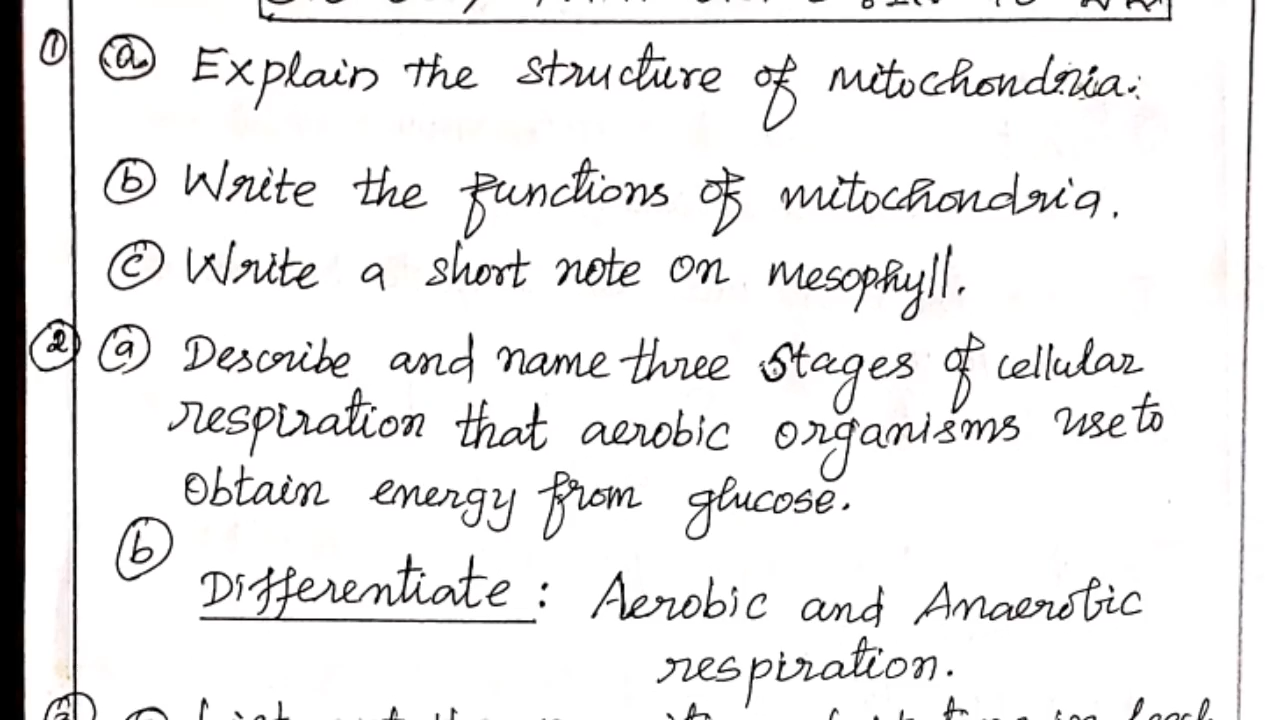 ① ⓐ Explain the structure of mitochondria.
ⓑ Write the functions of mitochondria.
ⓒ Write a short note on mesophyll.
② ⓐ Describe and name three stages of cellular
respiration that aerobic organisms use to
obtain energy from glucose.
ⓑ
Differentiate : Aerobic and Anaerobic
respiration.